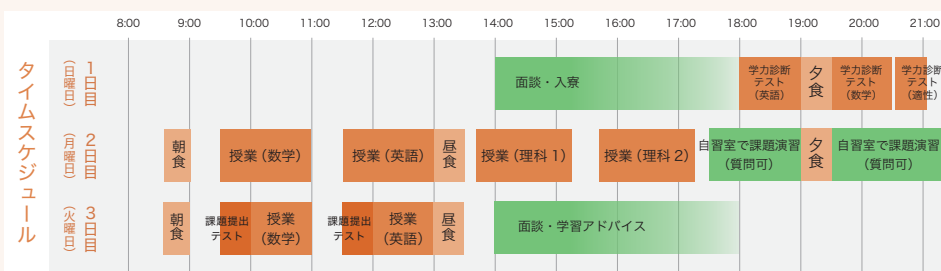 8:00 9:00 10:00 11:00 12:00 13:00 14:00 15:00 16:00 17:00 18:00 19:00 20:00 21:00
タイムスケジュール
1日目
(日曜日)
面談・入寮
学力診断
テスト
(英語)
夕食
学力診断
テスト
(数学)
学力診断
テスト
(適性)
2日目
(月曜日)
朝食
授業(数学)
授業(英語)
昼食
授業(理科1)
授業(理科2)
自習室で課題演習
(質問可)
夕食
自習室で課題演習
(質問可)
3日目
(火曜日)
朝食
課題提出
テスト
授業
(数学)
課題提出
テスト
授業
(英語)
昼食
面談・学習アドバイス